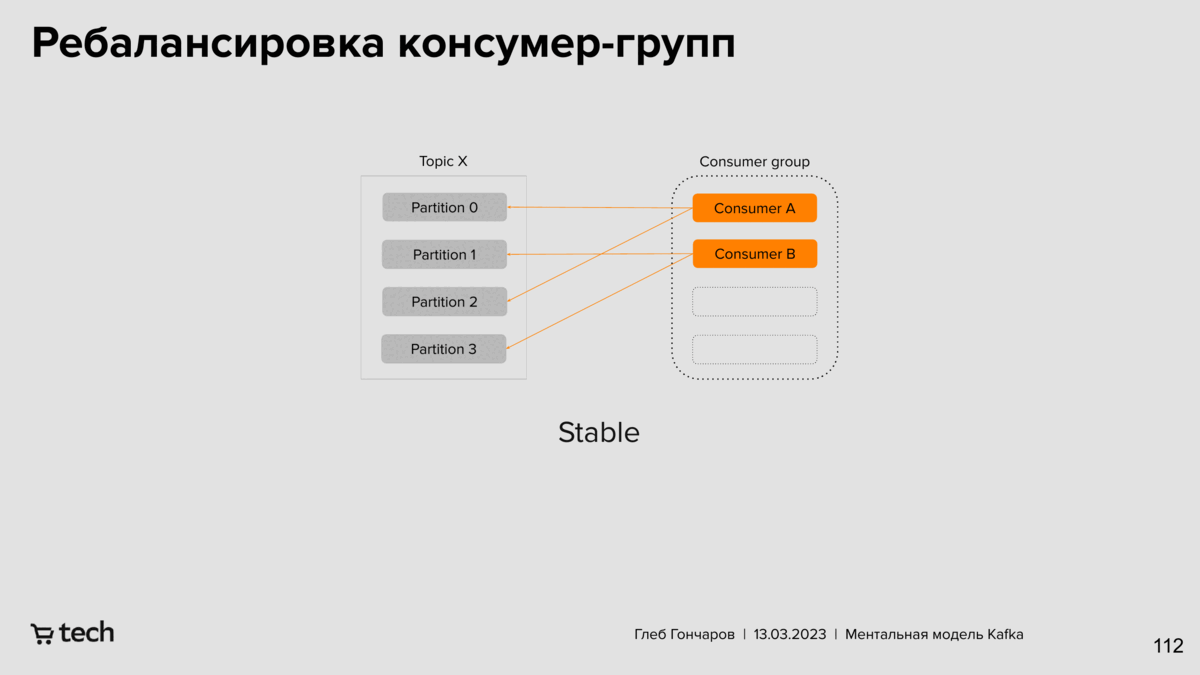 Ребалансировка консумер-групп
Topic X
Consumer group
Partition 0
Consumer A
Partition 1
Consumer B
Partition 2
Partition 3
Stable
tech
Глеб Гончаров | 13.03.2023 | Ментальная модель Kafka
112